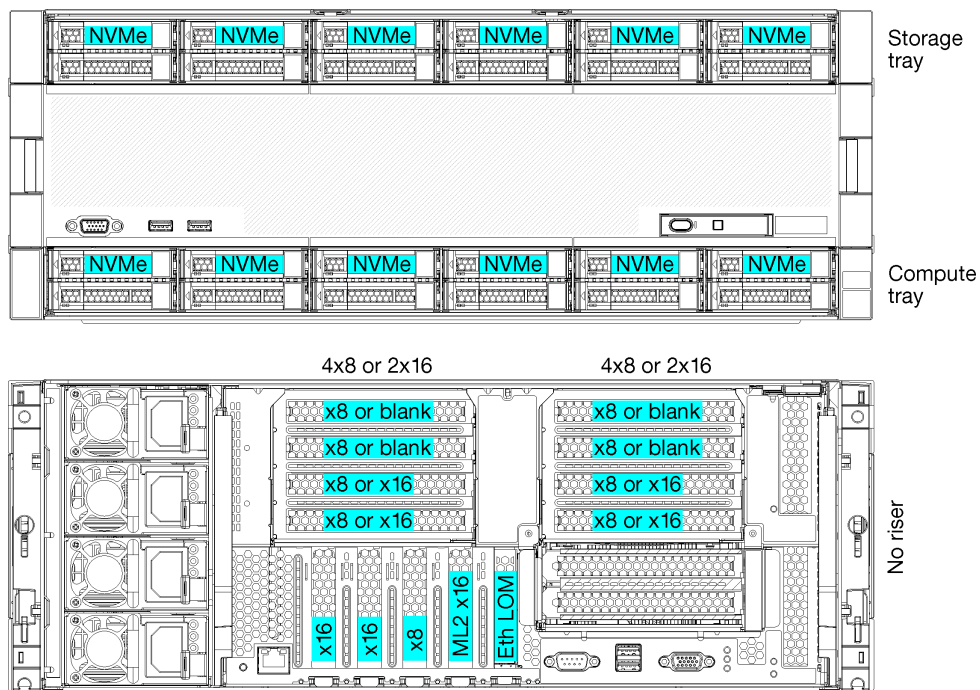 NVMe NVMe NVMe NVMe NVMe NVMe
Storage
tray
NVMe NVMe NVMe NVMe NVMe NVMe
Compute
tray
4x8 or 2x16 4x8 or 2x16
x8 or blank x8 or blank
x8 or blank x8 or blank
x8 or x16 x8 or x16
x8 or x16 x8 or x16
No riser
x16 x16 x8 ML2 x16 Eth LOM